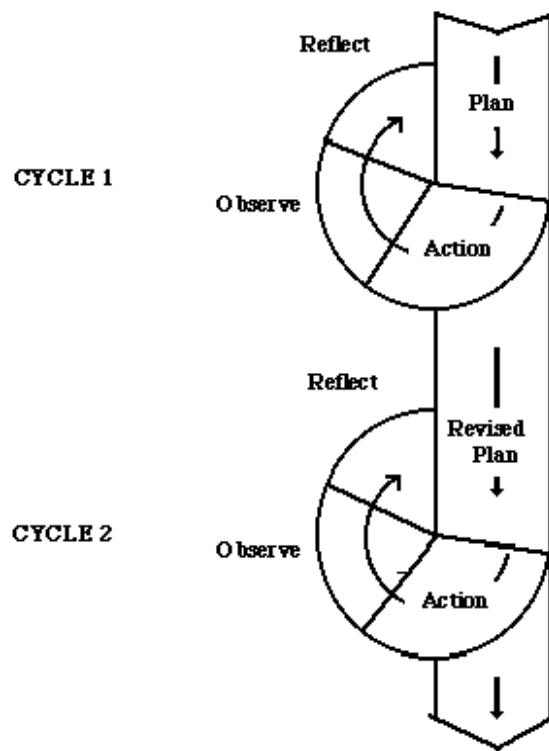 Reflect
Plan
CYCLE 1
Observe
Action
Reflect
Revised
Plan
CYCLE 2
Observe
Action